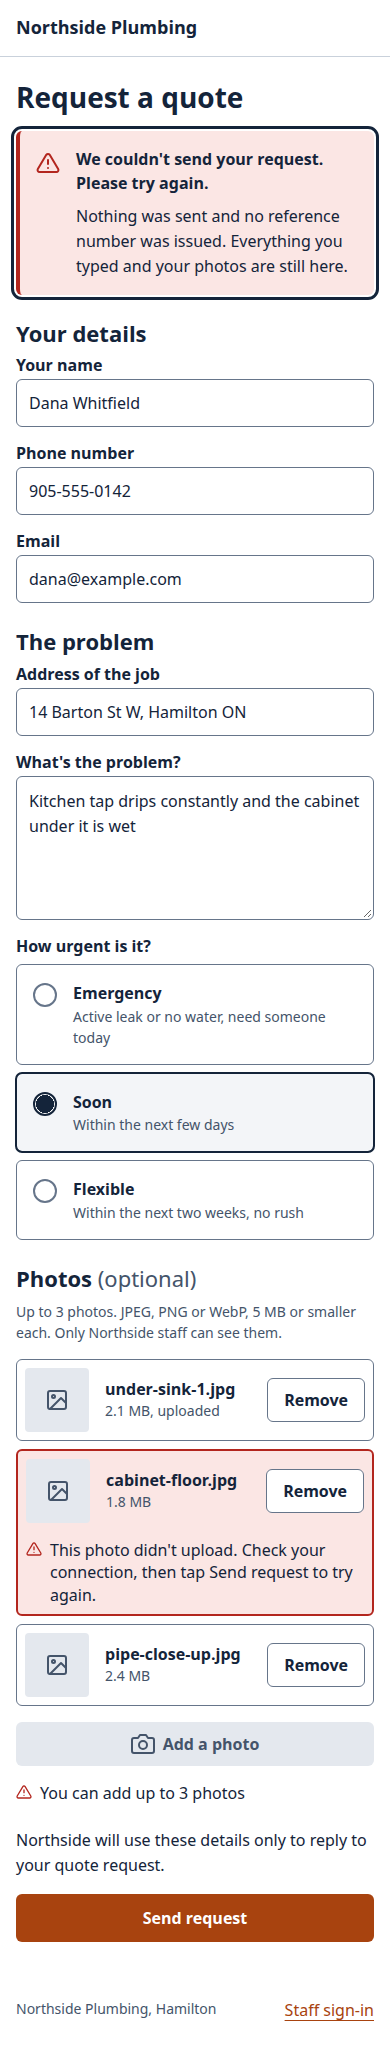 Northside Plumbing
Request a quote
We couldn't send your request.
Please try again.
Nothing was sent and no reference
number was issued. Everything you
typed and your photos are still here.
Your details
Your name
Dana Whitfield
Phone number
905-555-0142
Email
dana@example.com
The problem
Address of the job
14 Barton St W, Hamilton ON
What's the problem?
Kitchen tap drips constantly and the cabinet
under it is wet
How urgent is it?
Emergency
Active leak or no water, need someone
today
Soon
Within the next few days
Flexible
Within the next two weeks, no rush
Photos (optional)
Up to 3 photos. JPEG, PNG or WebP, 5 MB or smaller
each. Only Northside staff can see them.
under-sink-1.jpg
2.1 MB, uploaded
Remove
cabinet-floor.jpg
1.8 MB
Remove
This photo didn't upload. Check your
connection, then tap Send request to try
again.
pipe-close-up.jpg
2.4 MB
Remove
Add a photo
You can add up to 3 photos
Northside will use these details only to reply to
your quote request.
Send request
Northside Plumbing, Hamilton
Staff sign-in